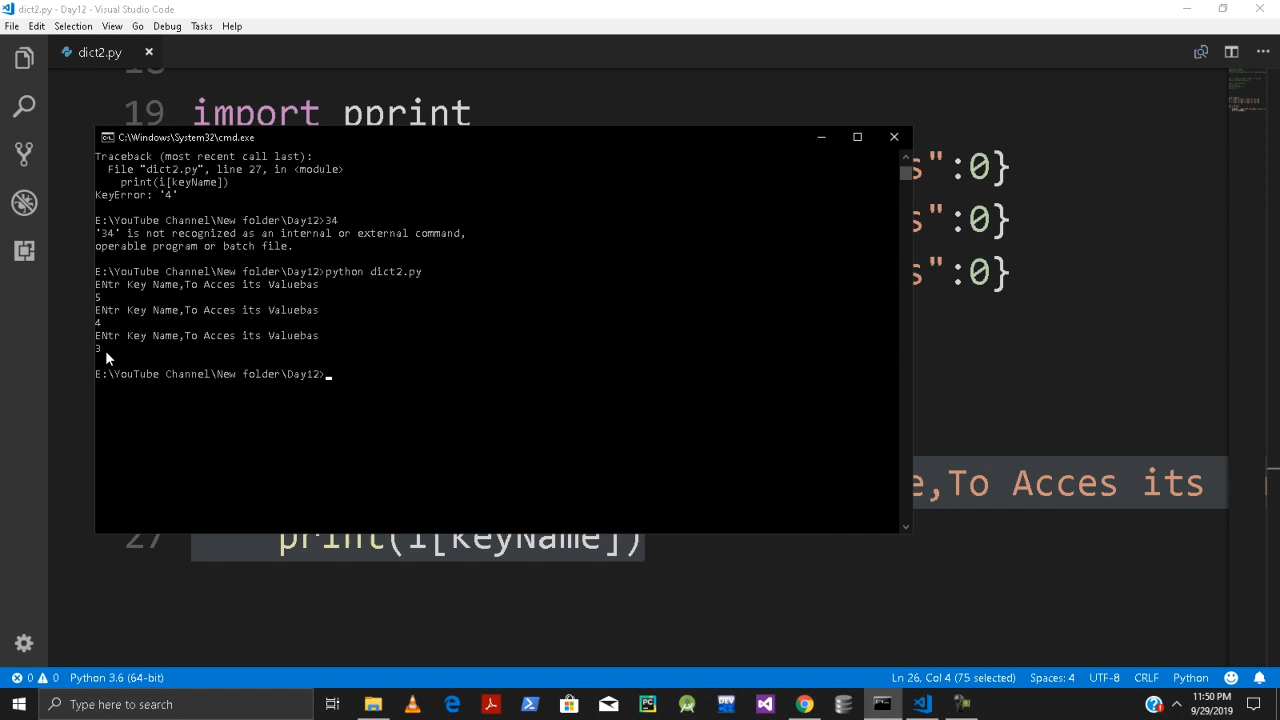 dict2.py - Day12 - Visual Studio Code
File Edit Selection View Go Debug Tasks Help
dict2.py
18
19 import pprint
C:\Windows\System32\cmd.exe
Traceback (most recent call last):
File "dict2.py", line 27, in <module>
print(i[keyName])
KeyError: '4'
E:\YouTube Channel\New folder\Day12>34
'34' is not recognized as an internal or external command,
operable program or batch file.
E:\YouTube Channel\New folder\Day12>python dict2.py
ENtr Key Name,To Acces its Valuebas
5
ENtr Key Name,To Acces its Valuebas
4
ENtr Key Name,To Acces its Valuebas
3
E:\YouTube Channel\New folder\Day12>
s":0}
s":0}
s":0}
e,To Acces its
27 print(i[keyName])
0 0 Python 3.6 (64-bit) Ln 26, Col 4 (75 selected) Spaces: 4 UTF-8 CRLF Python
Type here to search
11:50 PM
9/29/2019